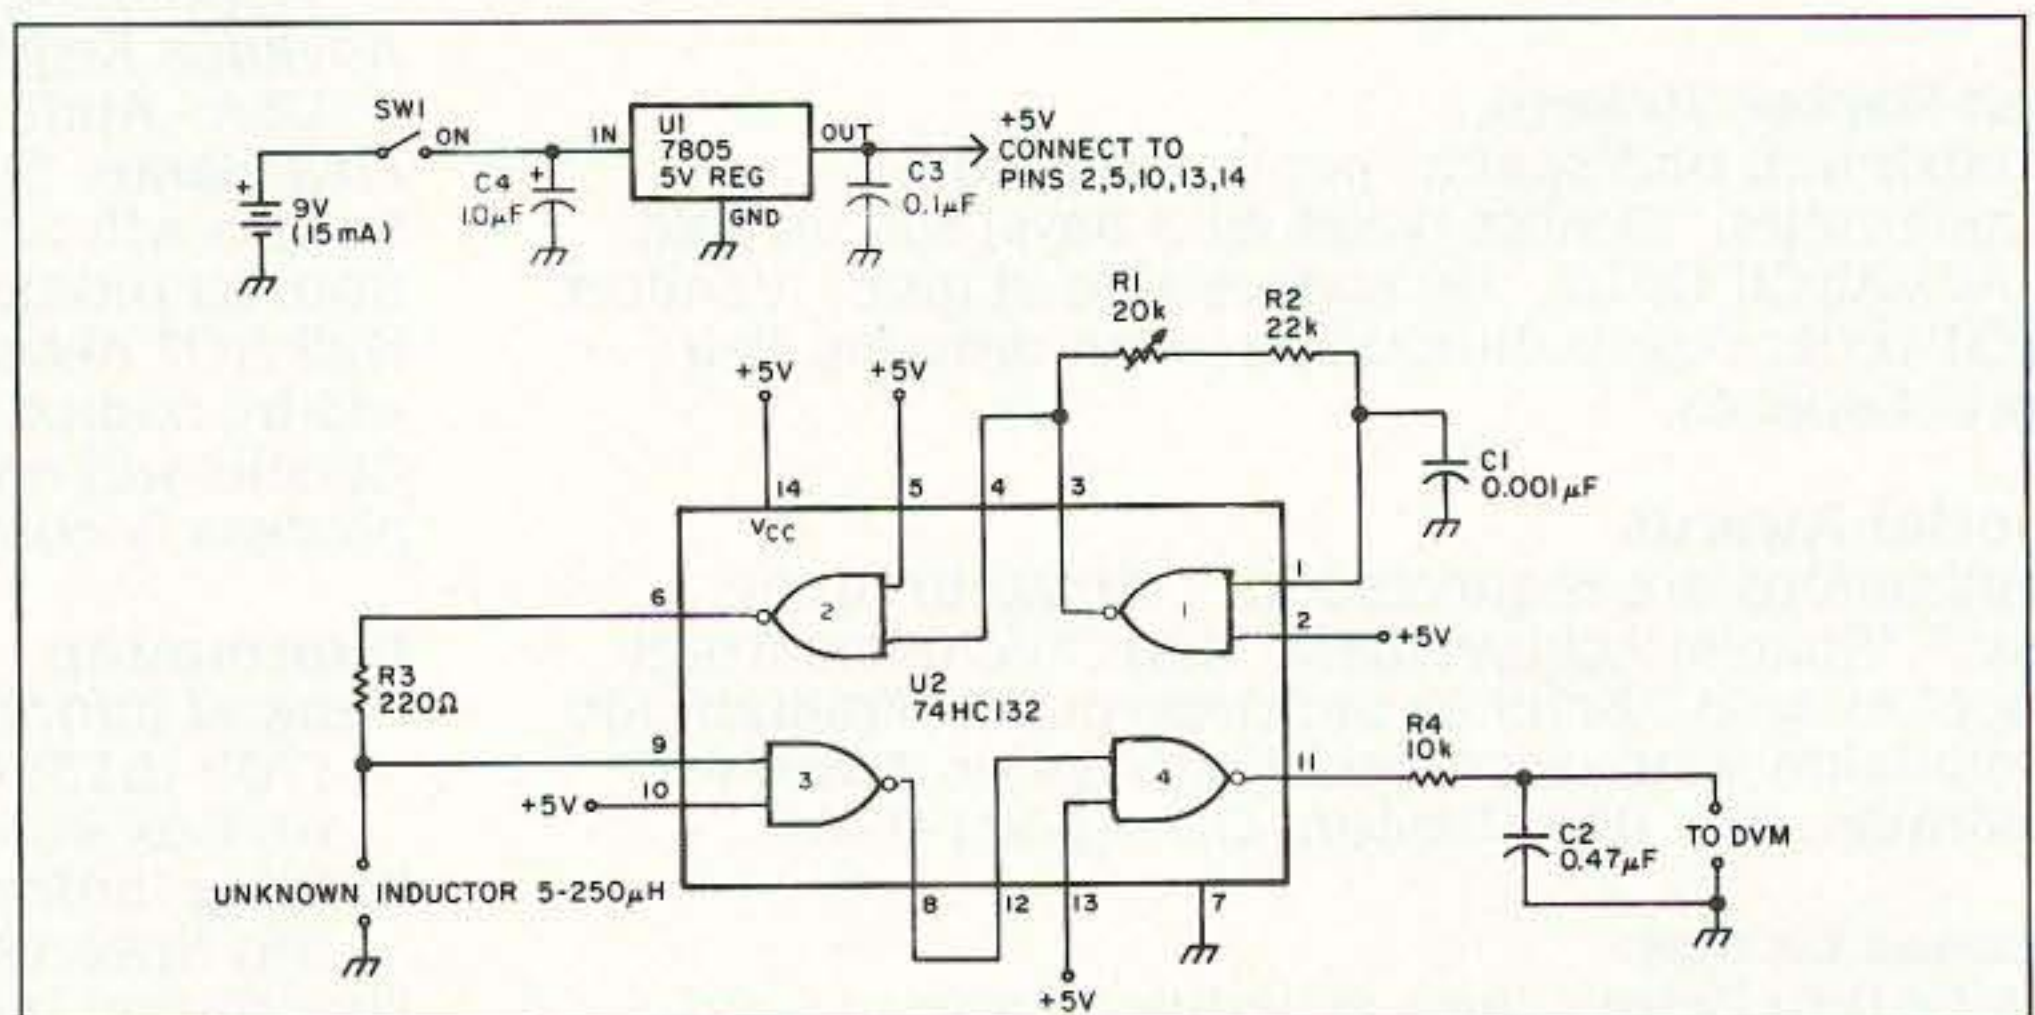 SW1
ON
IN
U1
7805
5V REG
OUT
GND
+5V
CONNECT TO
PINS 2,5,10,13,14
+
9V
(15mA)
C4
+
1.0µF
C3
0.1µF
R1
20k
R2
22k
+5V
+5V
C1
0.001µF
14
5
4
3
VCC
1
2
+5V
6
2
1
R3
220Ω
U2
74HC132
9
10
+5V
3
4
11
R4
10k
C2
0.47µF
TO DVM
UNKNOWN INDUCTOR 5-250µH
8
12
13
7
+5V